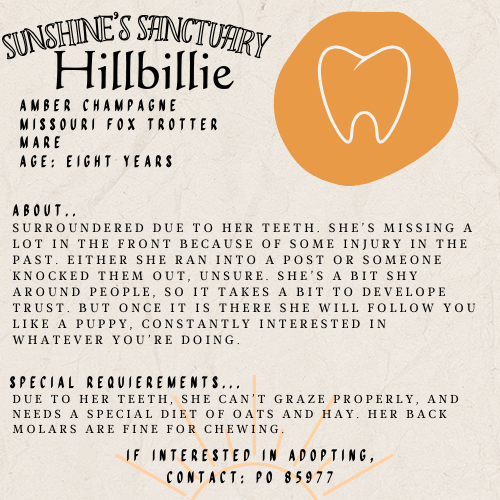 SUNSHINE'S SANCTUARY
Hillbillie
AMBER CHAMPAGNE
MISSOURI FOX TROTTER
MARE
AGE: EIGHT YEARS
ABOUT..
SURROUNDERED DUE TO HER TEETH. SHE'S MISSING A
LOT IN THE FRONT BECAUSE OF SOME INJURY IN THE
PAST. EITHER SHE RAN INTO A POST OR SOMEONE
KNOCKED THEM OUT, UNSURE. SHE'S A BIT SHY
AROUND PEOPLE, SO IT TAKES A BIT TO DEVELOPE
TRUST. BUT ONCE IT IS THERE SHE WILL FOLLOW YOU
LIKE A PUPPY, CONSTANTLY INTERESTED IN
WHATEVER YOU'RE DOING.
SPECIAL REQUIEREMENTS...
DUE TO HER TEETH, SHE CAN'T GRAZE PROPERLY, AND
NEEDS A SPECIAL DIET OF OATS AND HAY. HER BACK
MOLARS ARE FINE FOR CHEWING.
IF INTERESTED IN ADOPTING,
CONTACT: PO 85977